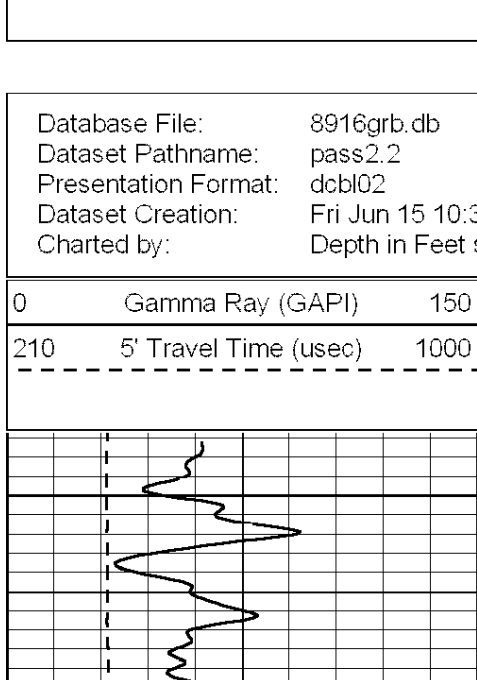 Database File: 8916grb.db
Dataset Pathname: pass2.2
Presentation Format: dcbl02
Dataset Creation: Fri Jun 15 10:3
Charted by: Depth in Feet s
0 Gamma Ray (GAPI) 150
210 5' Travel Time (usec) 1000